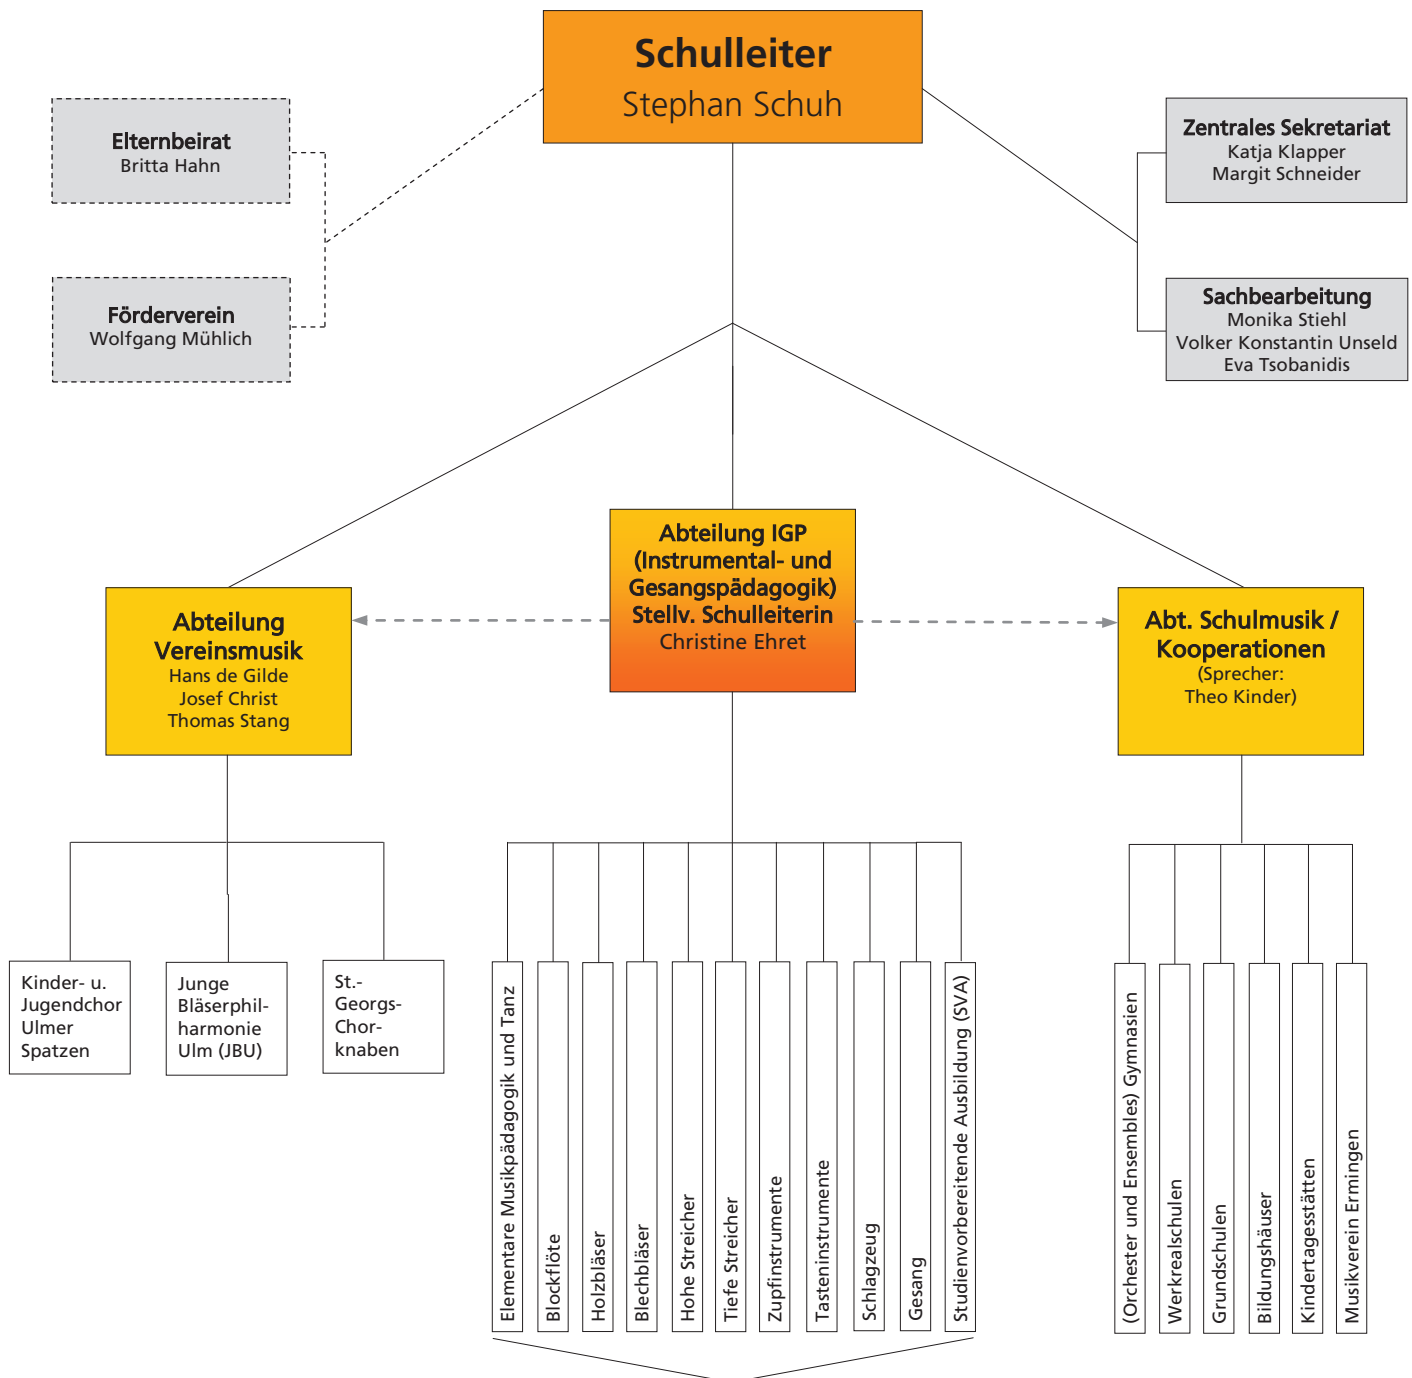 Schulleiter
Stephan Schuh
Elternbeirat
Britta Hahn
Förderverein
Wolfgang Mühlich
Zentrales Sekretariat
Katja Klapper
Margit Schneider
Sachbearbeitung
Monika Stiehl
Volker Konstantin Unseld
Eva Tsobanidis
Abteilung
Vereinsmusik
Hans de Gilde
Josef Christ
Thomas Stang
Abteilung IGP
(Instrumental- und
Gesangspädagogik)
Stellv. Schulleiterin
Christine Ehret
Abt. Schulmusik /
Kooperationen
(Sprecher:
Theo Kinder)
Kinder- u.
Jugendchor
Ulmer
Spatzen
Junge
Bläserphil-
harmonie
Ulm (JBU)
St.-
Georgs-
Chor-
knaben
Elementare Musikpädagogik und Tanz
Blockflöte
Holzbläser
Blechbläser
Hohe Streicher
Tiefe Streicher
Zupfinstrumente
Tasteninstrumente
Schlagzeug
Gesang
Studienvorbereitende Ausbildung (SVA)
(Orchester und Ensembles) Gymnasien
Werkrealschulen
Grundschulen
Bildungshäuser
Kindertagesstätten
Musikverein Ermingen